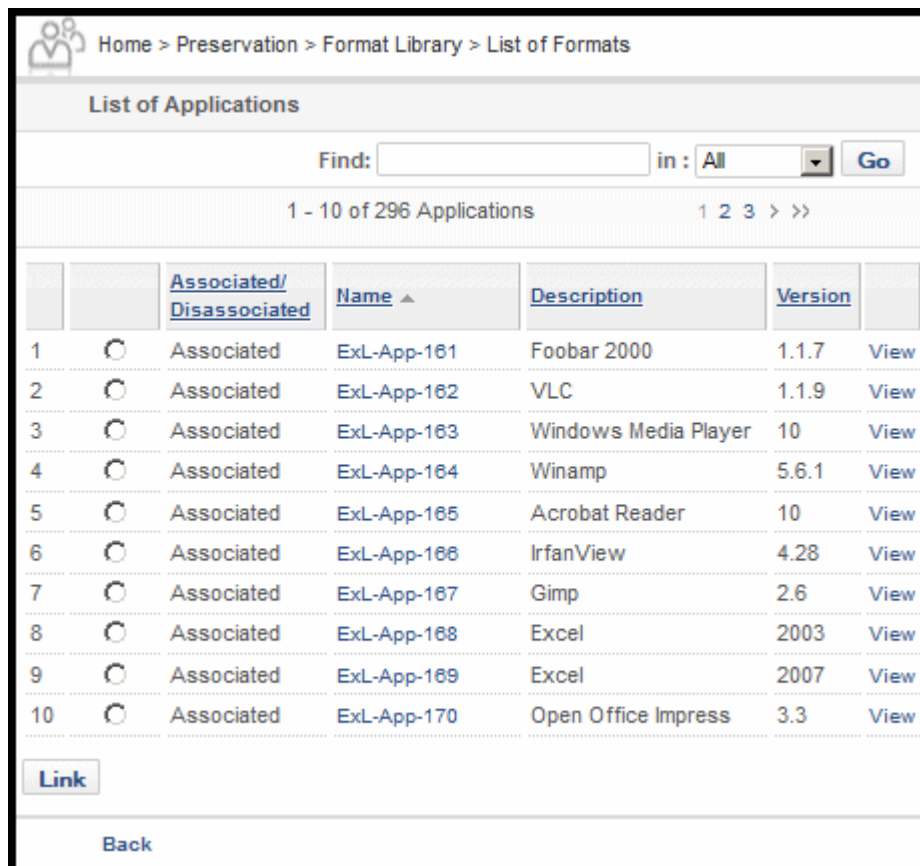 Home > Preservation > Format Library > List of Formats
List of Applications
Find: in : All Go
1 - 10 of 296 Applications 1 2 3 > >>
Associated/ Disassociated Name Description Version
1 Associated ExL-App-161 Foobar 2000 1.1.7 View
2 Associated ExL-App-162 VLC 1.1.9 View
3 Associated ExL-App-163 Windows Media Player 10 View
4 Associated ExL-App-164 Winamp 5.6.1 View
5 Associated ExL-App-165 Acrobat Reader 10 View
6 Associated ExL-App-166 IrfanView 4.28 View
7 Associated ExL-App-167 Gimp 2.6 View
8 Associated ExL-App-168 Excel 2003 View
9 Associated ExL-App-169 Excel 2007 View
10 Associated ExL-App-170 Open Office Impress 3.3 View
Link
Back